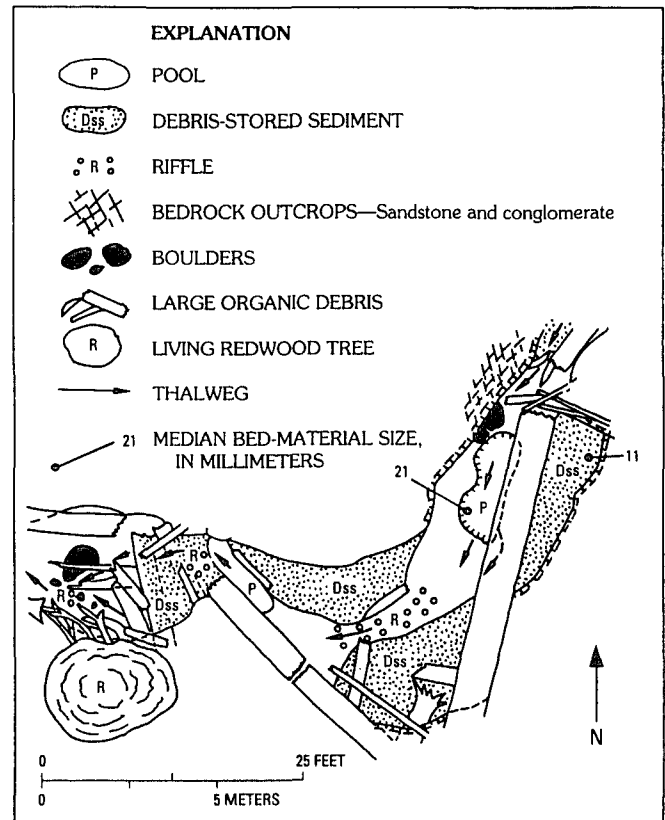 EXPLANATION
P POOL
Dss DEBRIS-STORED SEDIMENT
R RIFFLE
BEDROCK OUTCROPS—Sandstone and conglomerate
BOULDERS
LARGE ORGANIC DEBRIS
R LIVING REDWOOD TREE
THALWEG
21 MEDIAN BED-MATERIAL SIZE,
IN MILLIMETERS
Dss
11
21
P
R
Dss
R
Dss
P
R
Dss
Dss
R
N
0 25 FEET
0 5 METERS